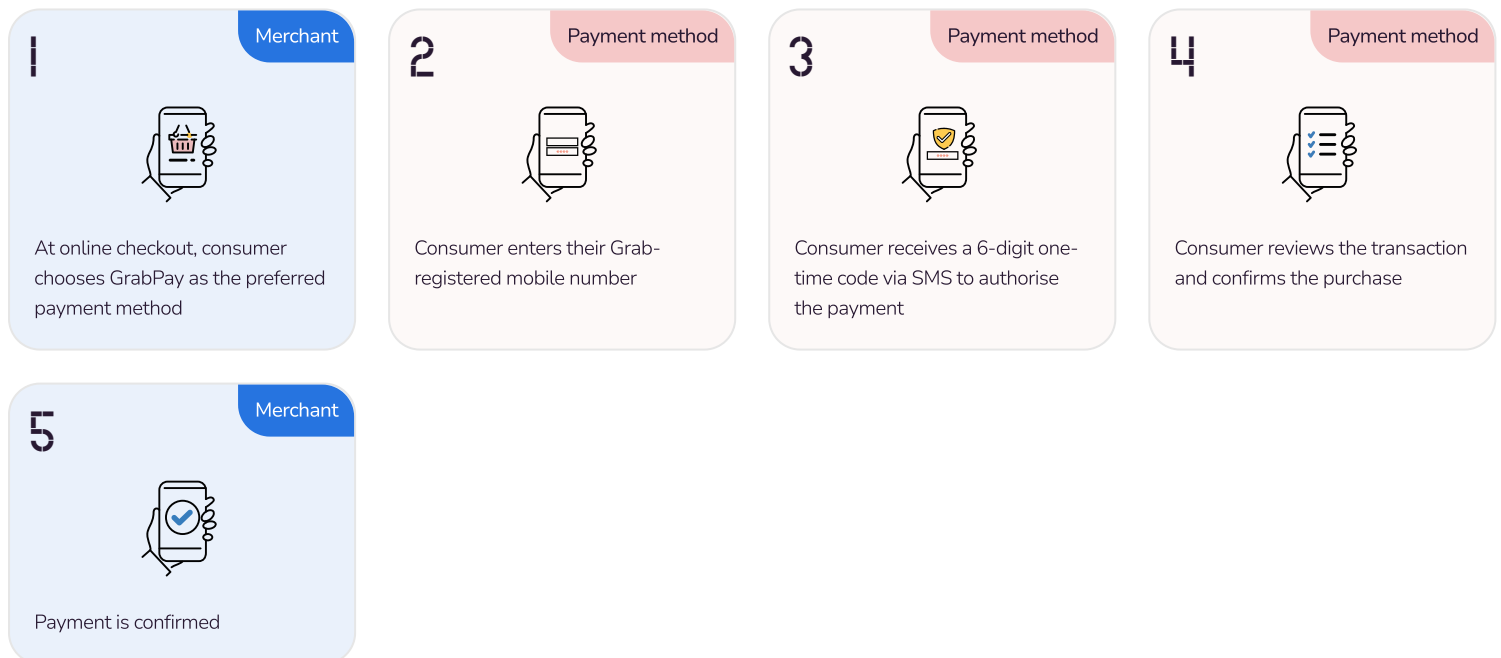 1
Merchant
At online checkout, consumer
chooses GrabPay as the preferred
payment method
2
Payment method
Consumer enters their Grab-
registered mobile number
3
Payment method
Consumer receives a 6-digit one-
time code via SMS to authorise
the payment
4
Payment method
Consumer reviews the transaction
and confirms the purchase
5
Merchant
Payment is confirmed